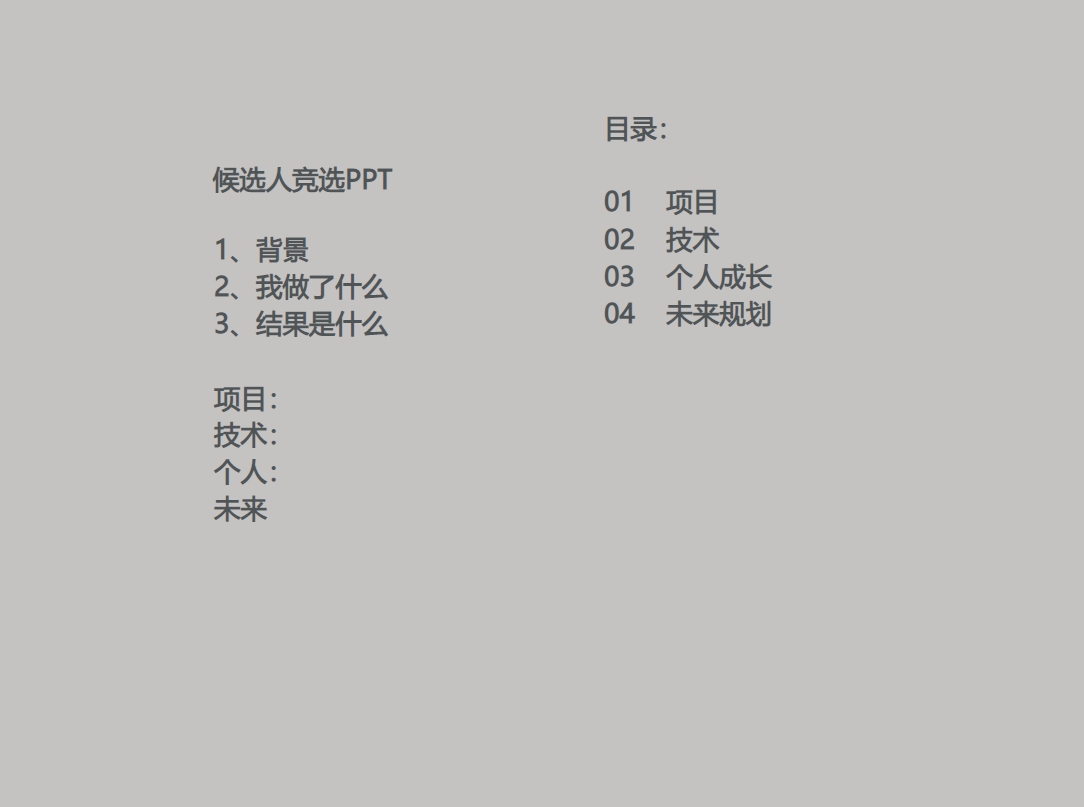 候选人竞选PPT
1、背景
2、我做了什么
3、结果是什么
项目：
技术：
个人：
未来
目录：
01 项目
02 技术
03 个人成长
04 未来规划